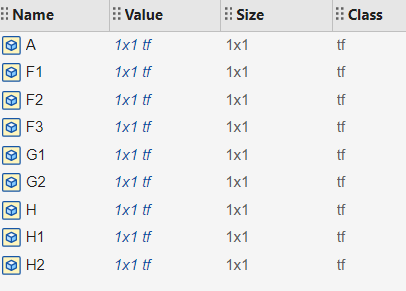 Name Value Size Class
A 1x1 tf 1x1 tf
F1 1x1 tf 1x1 tf
F2 1x1 tf 1x1 tf
F3 1x1 tf 1x1 tf
G1 1x1 tf 1x1 tf
G2 1x1 tf 1x1 tf
H 1x1 tf 1x1 tf
H1 1x1 tf 1x1 tf
H2 1x1 tf 1x1 tf